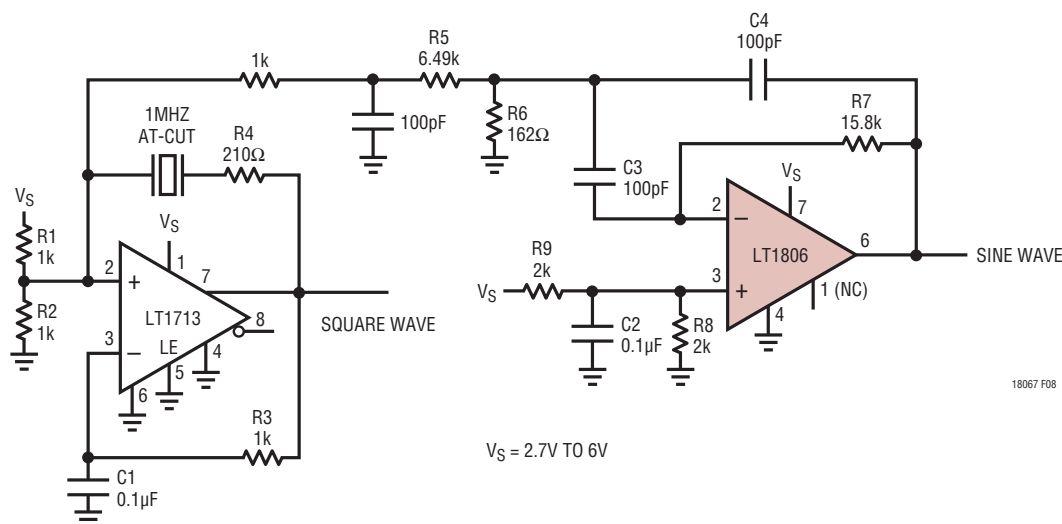 C4
100pF
R5
6.49k
1k
R7
15.8k
1MHZ
AT-CUT
R4
210Ω
100pF
R6
162Ω
C3
100pF
VS
R1
1k
VS
1
2
+
7
R2
1k
3
–
LT1713
8
LE
4
5
6
SQUARE WAVE
R3
1k
C1
0.1µF
VS
7
2
–
LT1806
6
SINE WAVE
R9
2k
VS
3
+
1 (NC)
4
C2
0.1µF
R8
2k
18067 F08
VS = 2.7V TO 6V